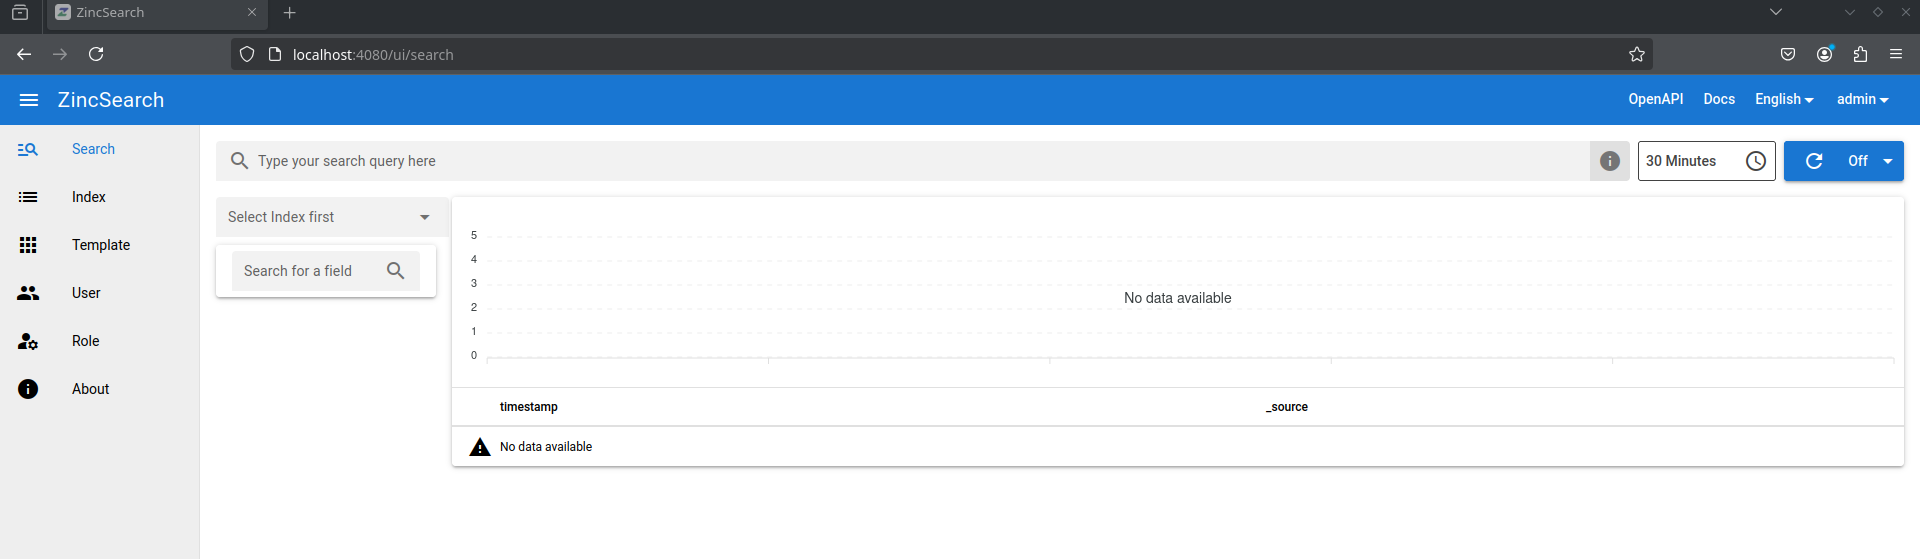 ZincSearch
localhost:4080/ui/search
ZincSearch
OpenAPI Docs English admin
Search
Index
Template
User
Role
About
Type your search query here
30 Minutes
Off
Select Index first
Search for a field
5
4
3
2
1
0
No data available
timestamp _source
No data available